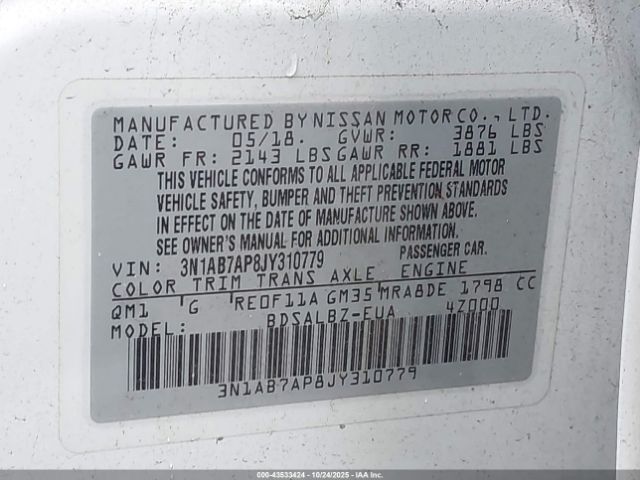 MANUFACTURED BY NISSAN MOTOR CO., LTD.
DATE: 05/18. GVWR: 3876 LBS
GAWR FR: 2143 LBS GAWR RR: 1881 LBS
THIS VEHICLE CONFORMS TO ALL APPLICABLE FEDERAL MOTOR
VEHICLE SAFETY, BUMPER AND THEFT PREVENTION STANDARDS
IN EFFECT ON THE DATE OF MANUFACTURE SHOWN ABOVE.
SEE OWNER'S MANUAL FOR ADDITIONAL INFORMATION.
VIN: 3N1AB7AP8JY310779 PASSENGER CAR.
COLOR TRIM TRANS AXLE ENGINE
QM1 G RE0F11A GM35 MRA8DE 1798 CC
MODEL: BDSALBZ-EUA 4Z000
3N1AB7AP8JY310779
000-43533424 - 10/24/2025 - IAA Inc.